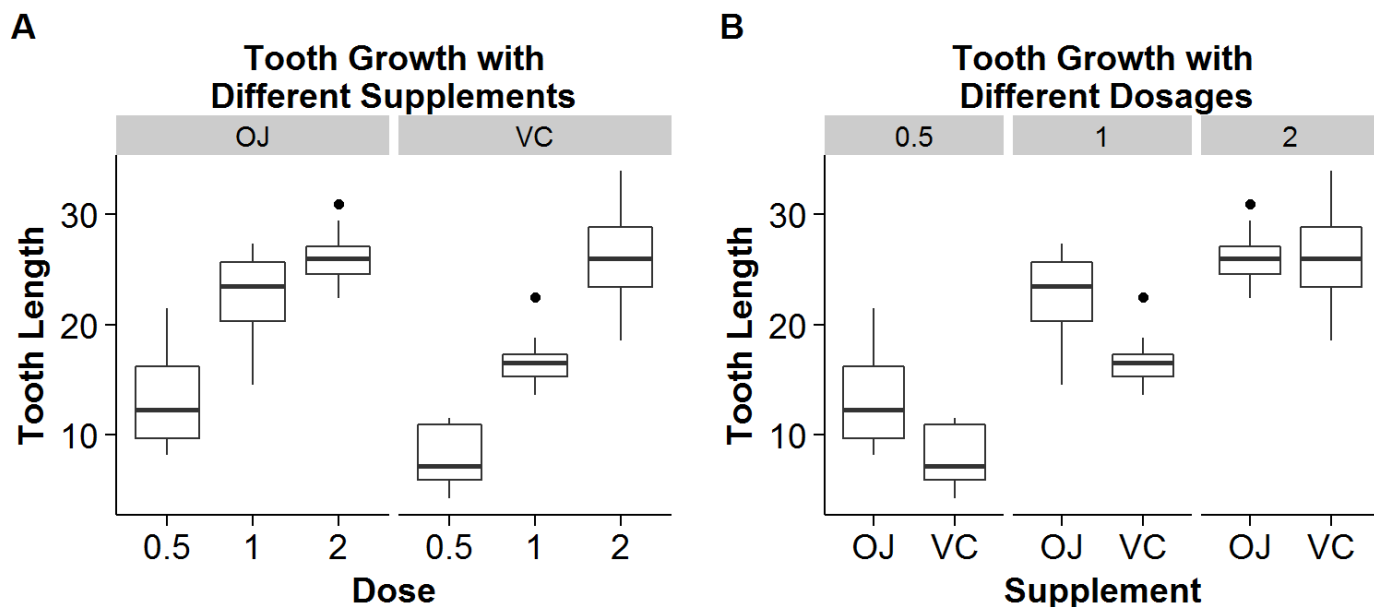 A
Tooth Growth with
Different Supplements
OJ VC
30
20
10
Tooth Length
0.5 1 2 0.5 1 2
Dose
B
Tooth Growth with
Different Dosages
0.5 1 2
30
20
10
Tooth Length
OJ VC OJ VC OJ VC
Supplement